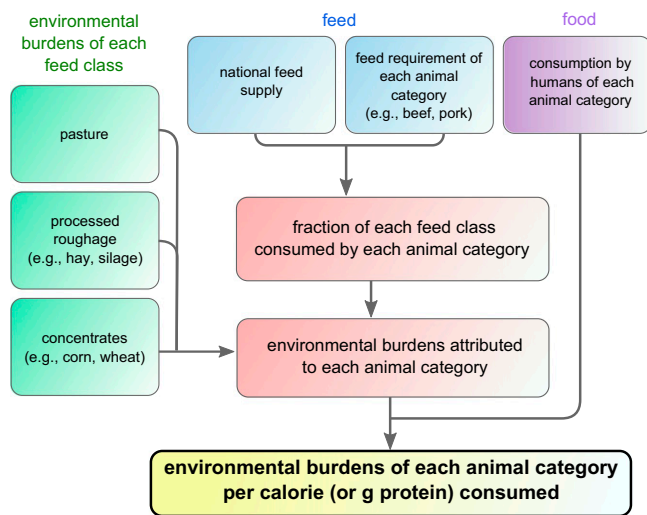 environmental
burdens of each
feed class
feed
food
national feed
supply
feed requirement of
each animal
category
(e.g., beef, pork)
consumption by
humans of each
animal category
pasture
processed
roughage
(e.g., hay, silage)
concentrates
(e.g., corn, wheat)
fraction of each feed class
consumed by each animal category
environmental burdens attributed
to each animal category
environmental burdens of each animal category
per calorie (or g protein) consumed